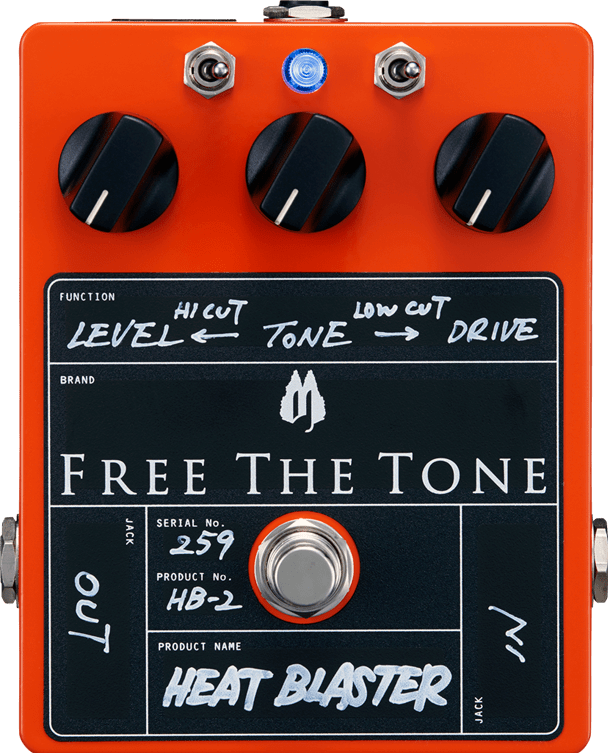 FUNCTION
HI CUT LOW CUT
LEVEL ← TONE → DRIVE
BRAND
FREE THE TONE
JACK
OUT
SERIAL No.
259
PRODUCT No.
HB-2
PRODUCT NAME
HEAT BLASTER
IN
JACK